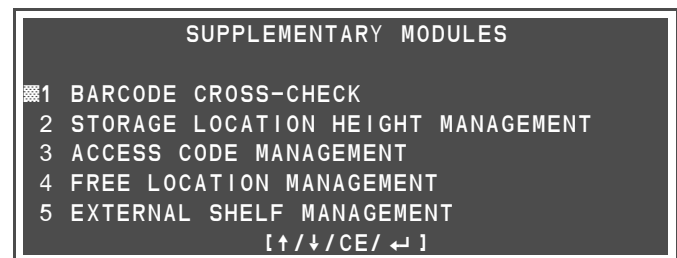 SUPPLEMENTARY MODULES
1 BARCODE CROSS-CHECK
2 STORAGE LOCATION HEIGHT MANAGEMENT
3 ACCESS CODE MANAGEMENT
4 FREE LOCATION MANAGEMENT
5 EXTERNAL SHELF MANAGEMENT
[↑/↓/CE/ ↵ ]